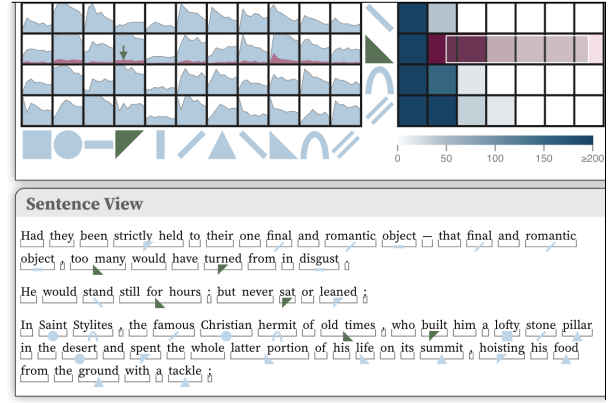 0 50 100 150 ≥200
Sentence View
Had they been strictly held to their one final and romantic object — that final and romantic
object , too many would have turned from in disgust .
He would stand still for hours ; but never sat or leaned ;
In Saint Stylites , the famous Christian hermit of old times , who built him a lofty stone pillar
in the desert and spent the whole latter portion of his life on its summit , hoisting his food
from the ground with a tackle ;